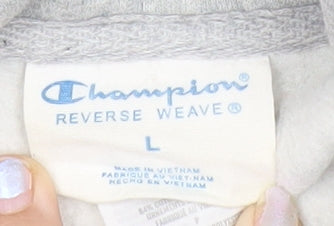 Champion®
REVERSE WEAVE®
L
MADE IN VIETNAM
FABRIQUÉ AU VIET-NAM
HECHO EN VIETNAM